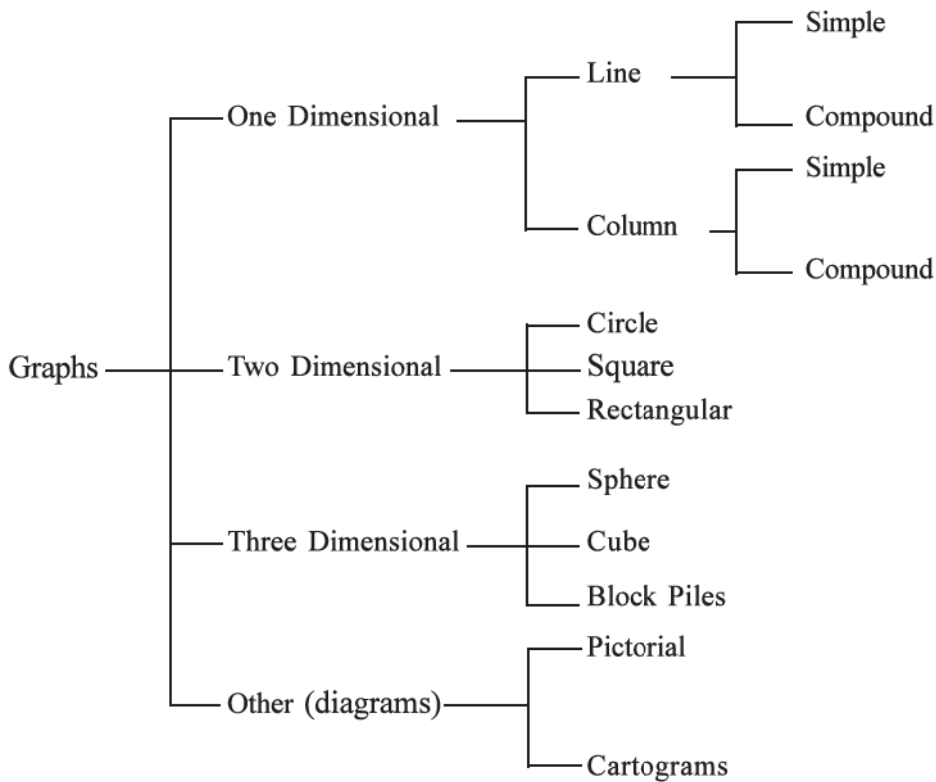 Simple
Line
One Dimensional
Compound
Simple
Column
Compound
Circle
Graphs
Two Dimensional
Square
Rectangular
Sphere
Three Dimensional
Cube
Block Piles
Pictorial
Other (diagrams)
Cartograms